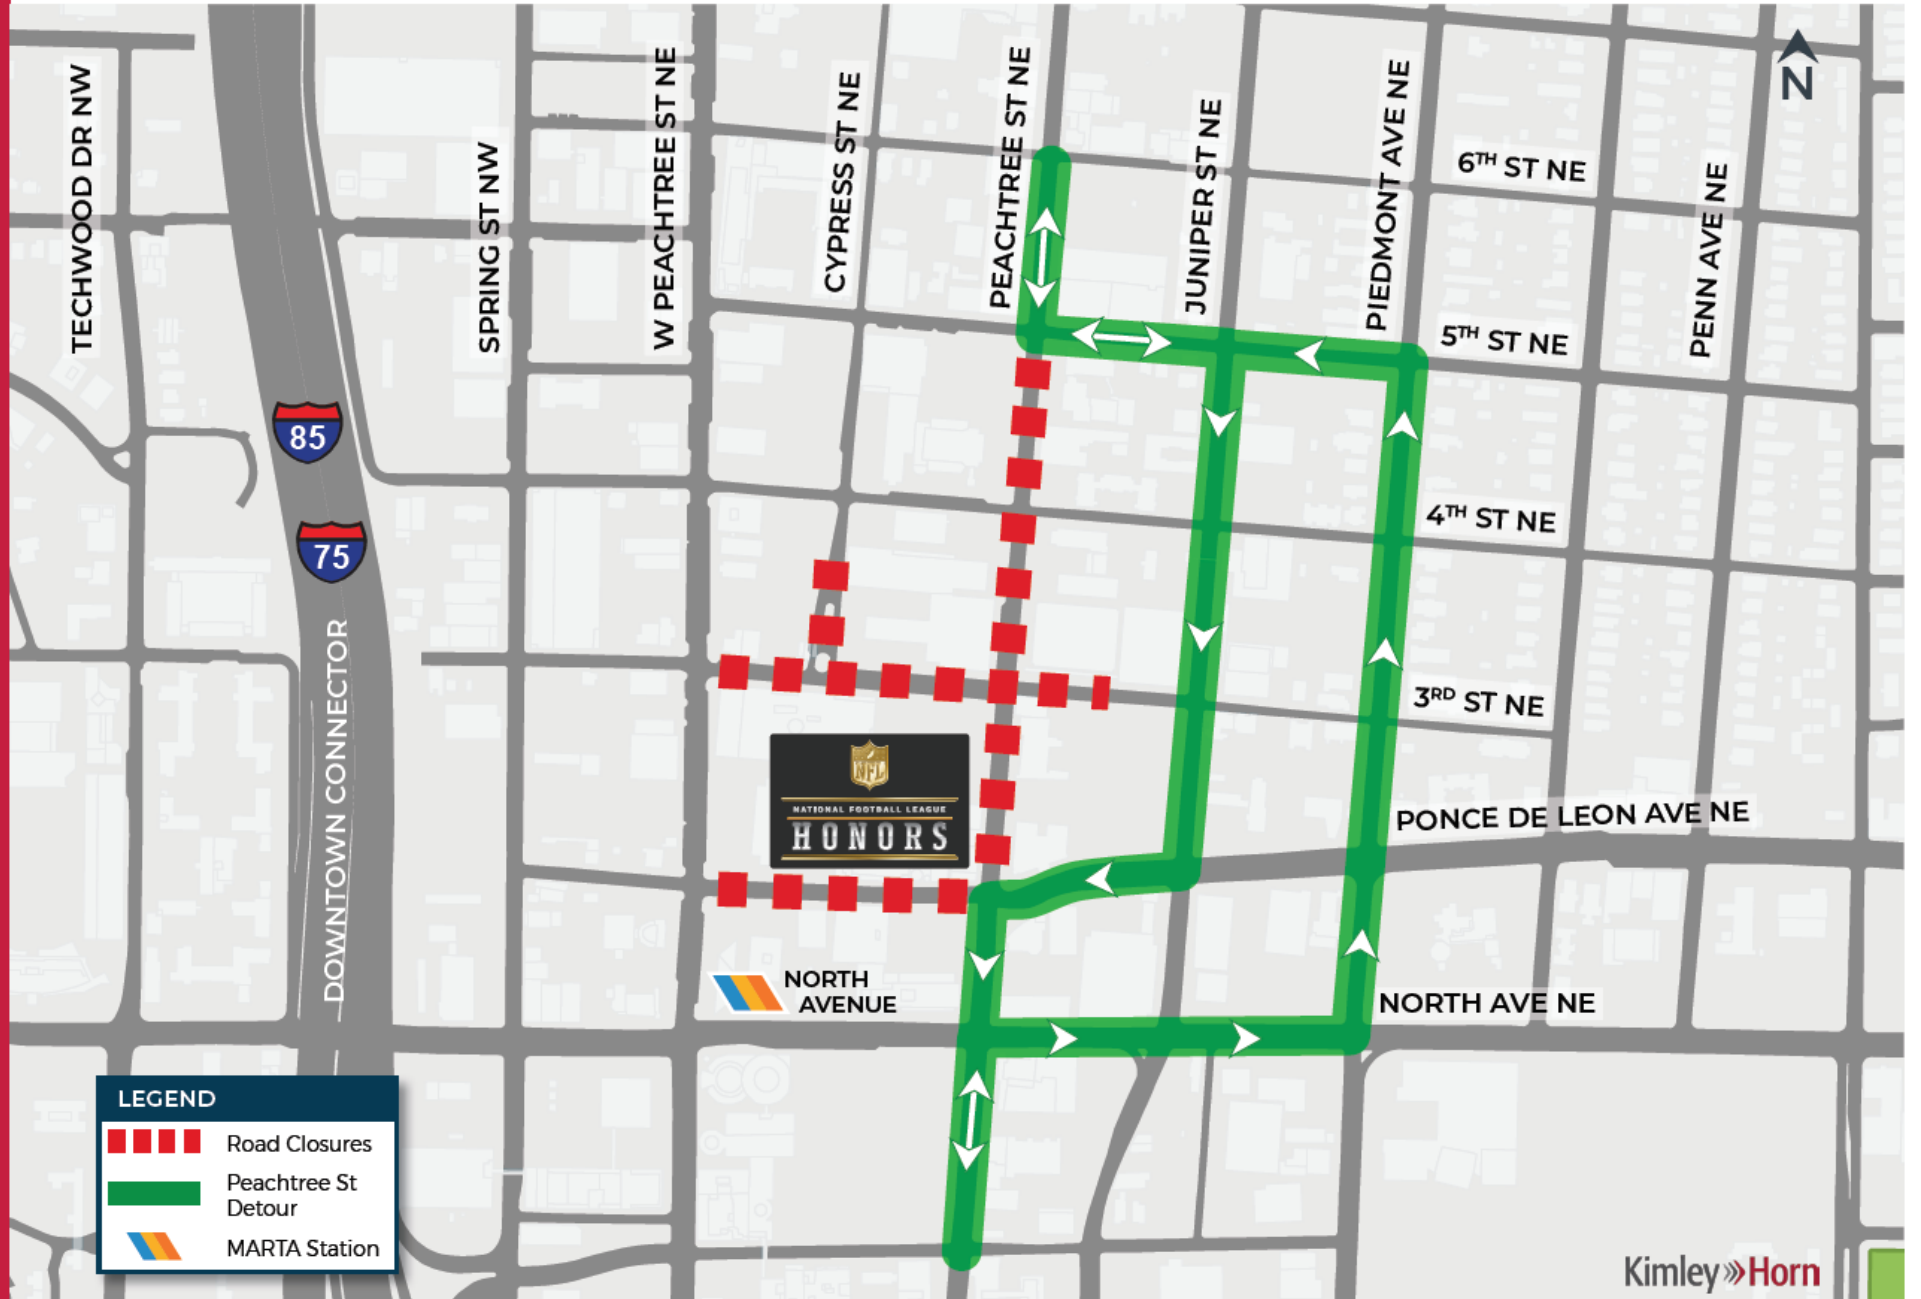 TECHWOOD DR NW
SPRING ST NW
W PEACHTREE ST NE
CYPRESS ST NE
PEACHTREE ST NE
JUNIPER ST NE
PIEDMONT AVE NE
PENN AVE NE
N
6TH ST NE
5TH ST NE
4TH ST NE
3RD ST NE
85
75
DOWNTOWN CONNECTOR
NFL
NATIONAL FOOTBALL LEAGUE
HONORS
PONCE DE LEON AVE NE
NORTH
AVENUE
NORTH AVE NE
LEGEND
Road Closures
Peachtree St
Detour
MARTA Station
Kimley»Horn